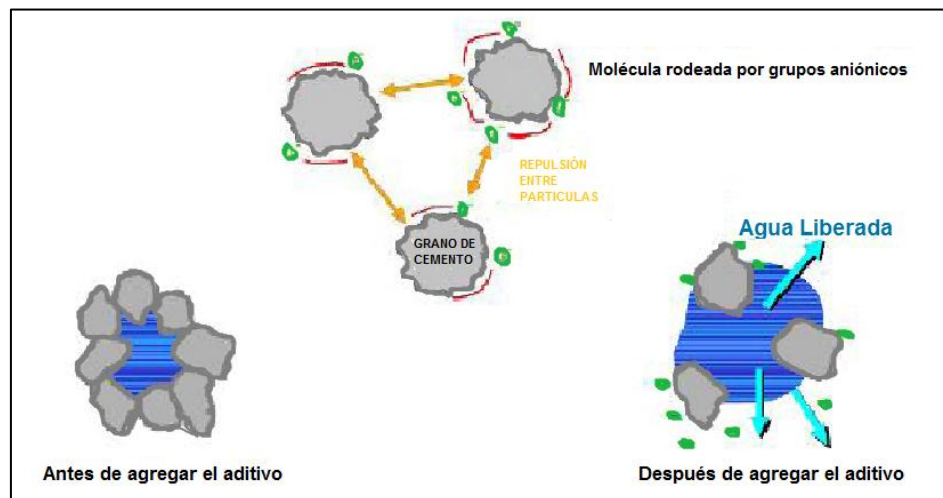 Molécula rodeada por grupos aniónicos
REPULSIÓN
ENTRE
PARTICULAS
GRANO DE
CEMENTO
Agua Liberada
Antes de agregar el aditivo
Después de agregar el aditivo